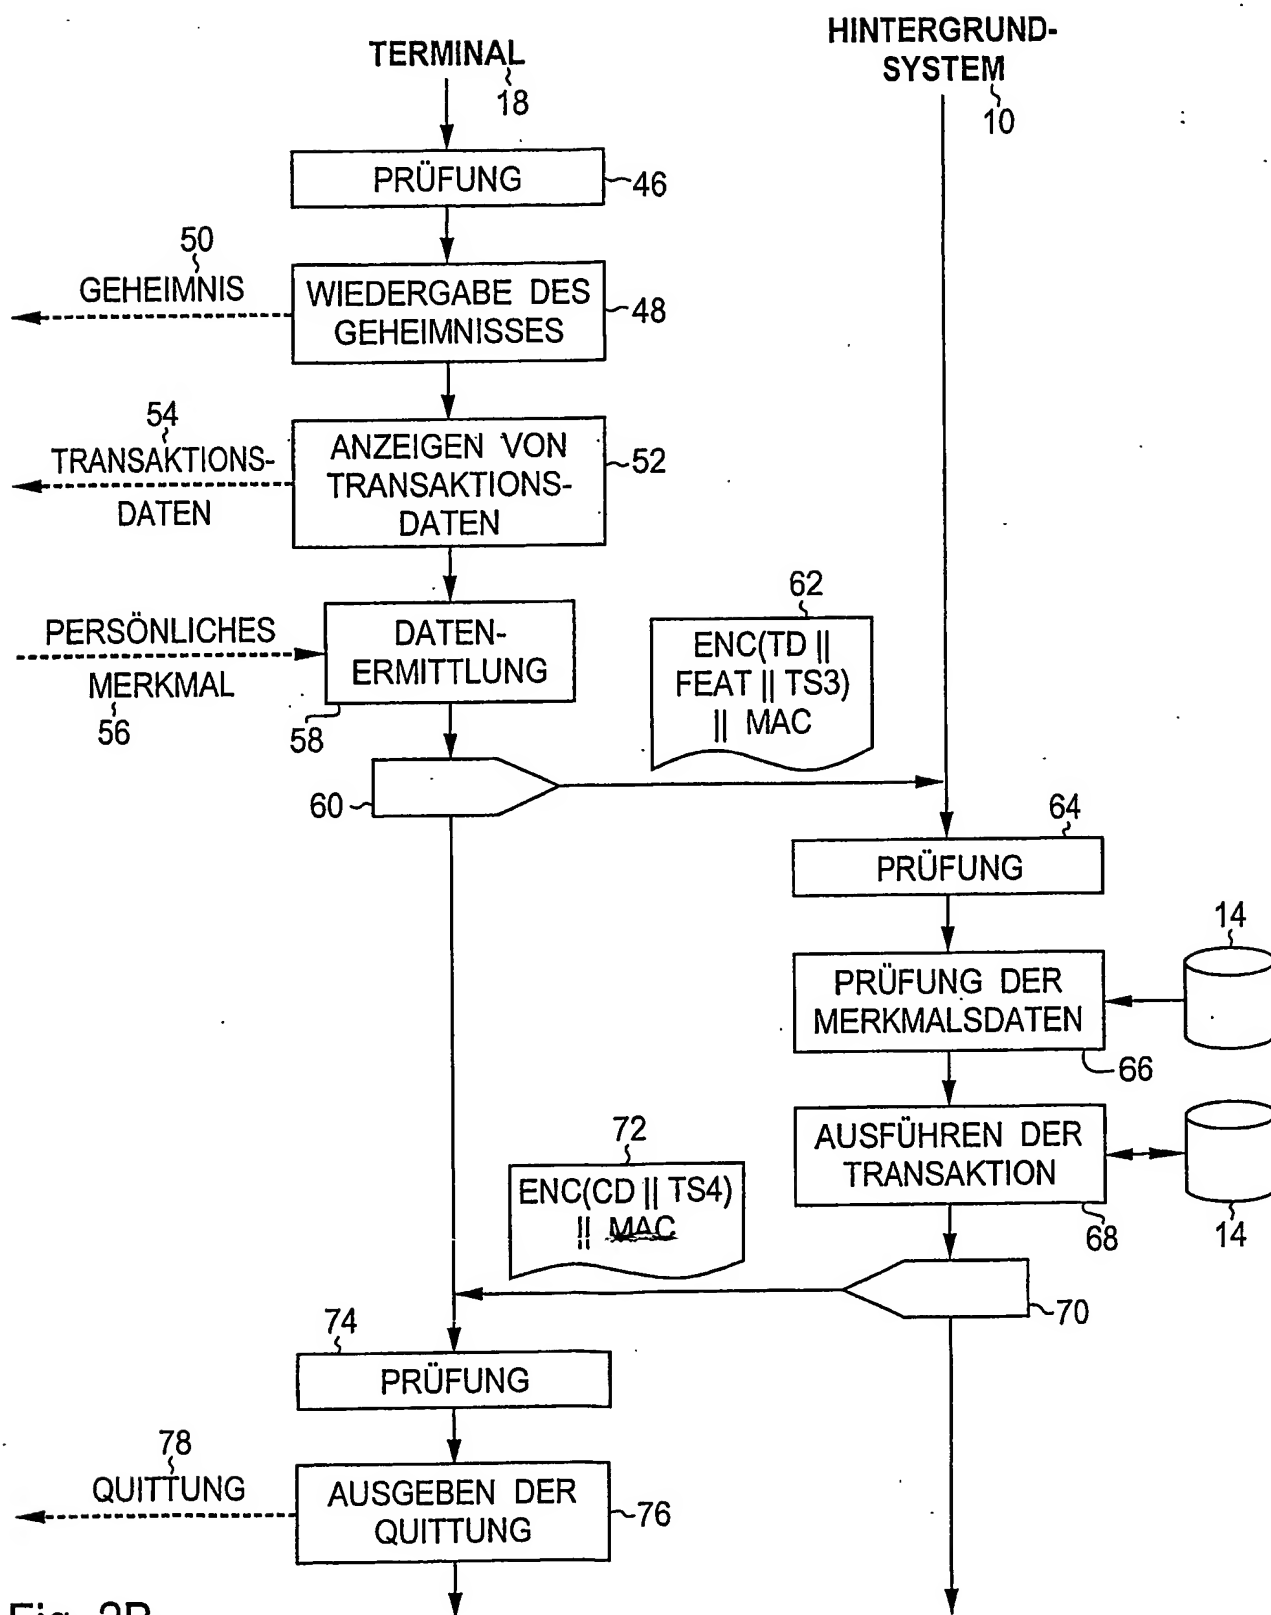 TERMINAL
18
HINTERGRUND-
SYSTEM
10
PRÜFUNG
46
50
GEHEIMNIS
WIEDERGABE DES
GEHEIMNISSES
48
54
TRANSAKTIONS-
DATEN
ANZEIGEN VON
TRANSAKTIONS-
DATEN
52
PERSÖNLICHES
MERKMAL
56
DATEN-
ERMITTLUNG
58
62
ENC(TD ||
FEAT || TS3)
|| MAC
60
64
PRÜFUNG
14
PRÜFUNG DER
MERKMALSDATEN
66
AUSFÜHREN DER
TRANSAKTION
68
14
72
ENC(CD || TS4)
|| MAC
70
74
PRÜFUNG
78
QUITTUNG
AUSGEBEN DER
QUITTUNG
76